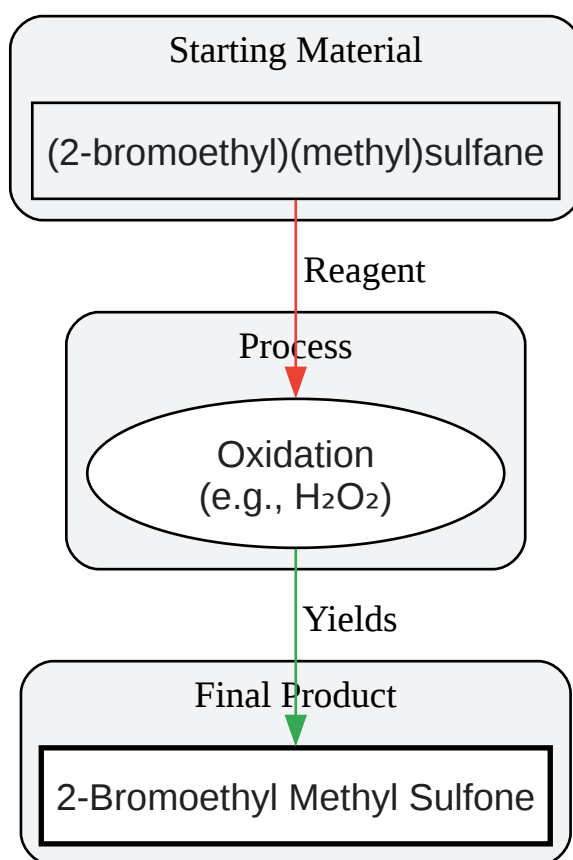 Starting Material
(2-bromoethyl)(methyl)sulfane
Reagent
Process
Oxidation
(e.g., H₂O₂)
Yields
Final Product
2-Bromoethyl Methyl Sulfone